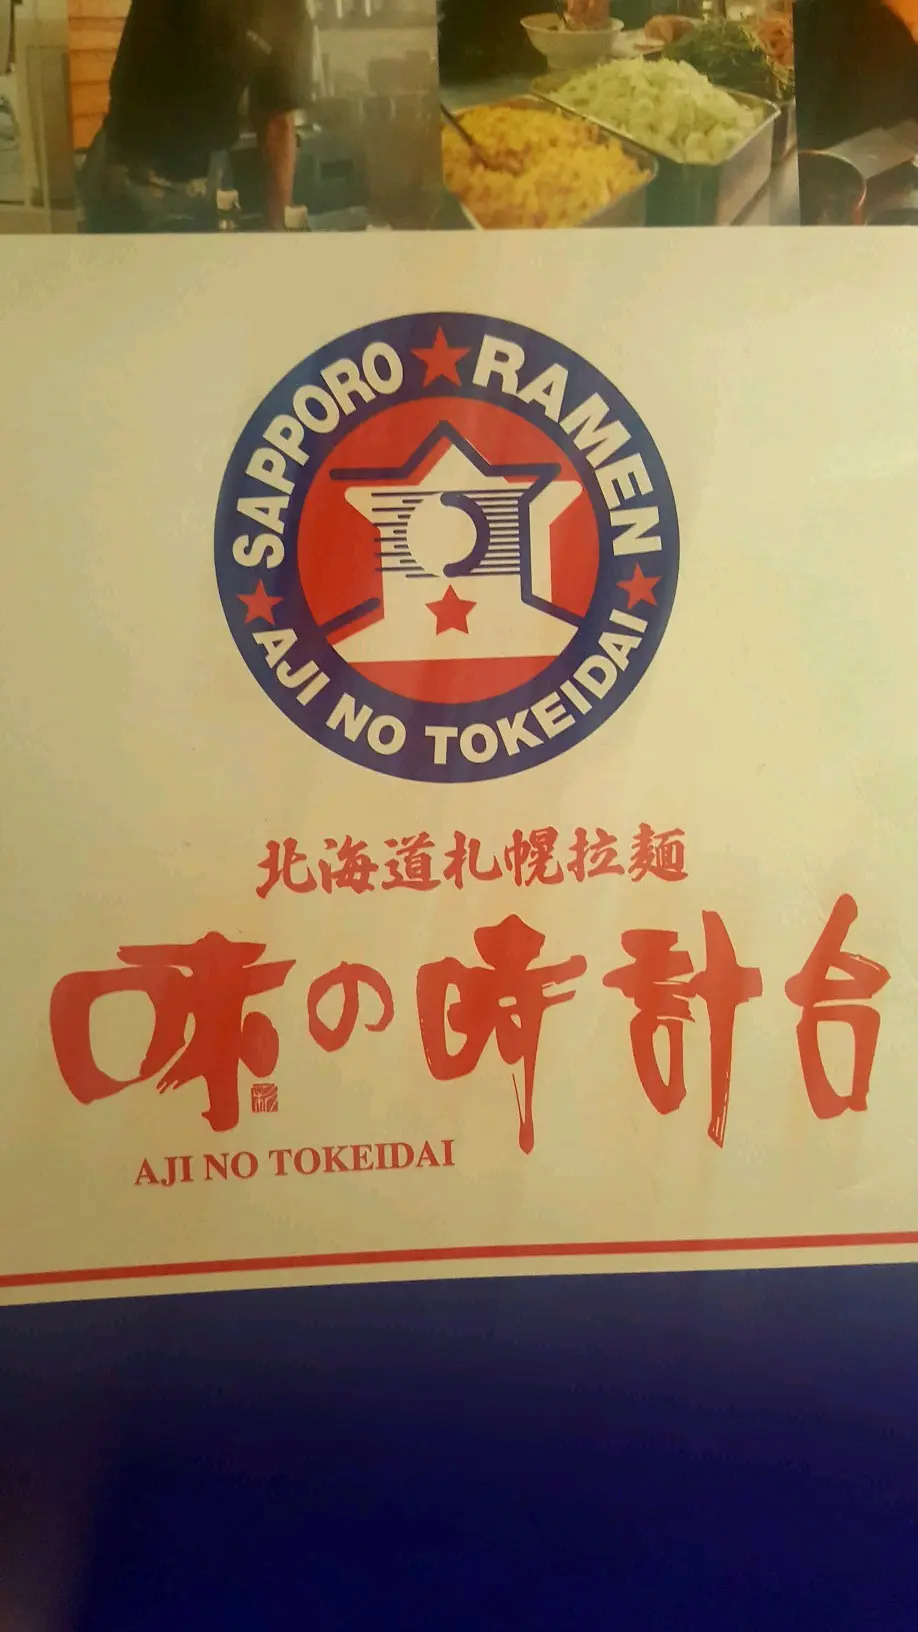 SAPPORO ★ RAMEN
★ AJI NO TOKEIDAI ★
北海道札幌拉麺
味の時計台
AJI NO TOKEIDAI